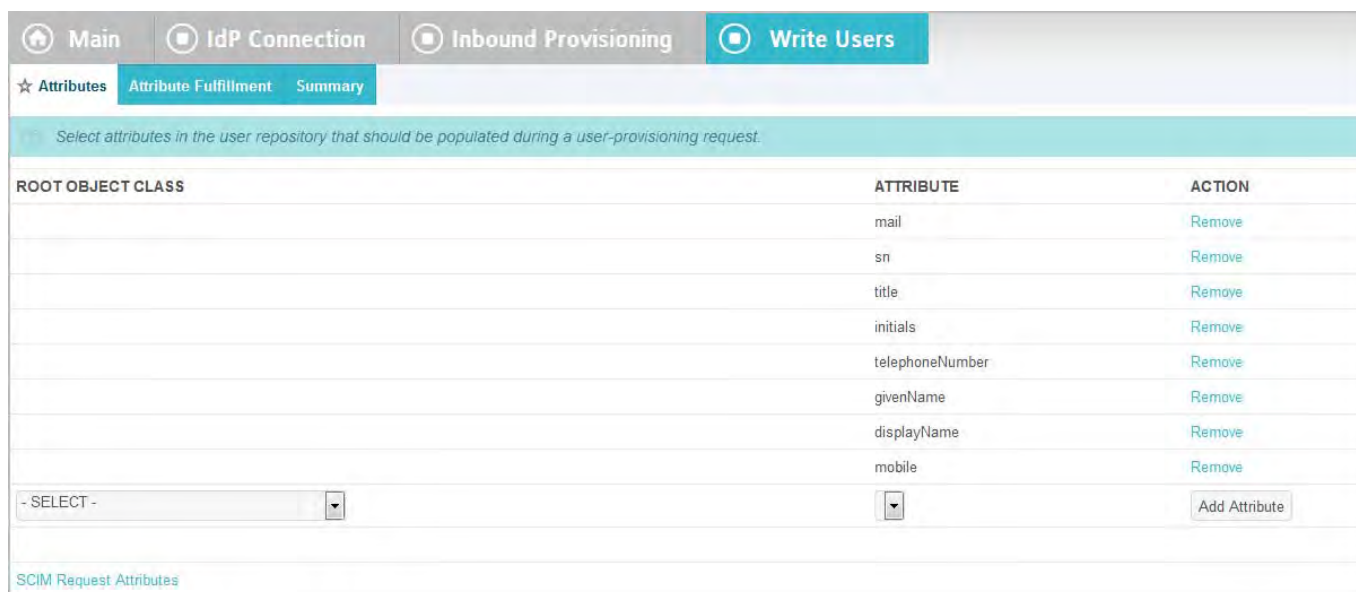 Main IdP Connection Inbound Provisioning Write Users
Attributes Attribute Fulfillment Summary
Select attributes in the user repository that should be populated during a user-provisioning request.
ROOT OBJECT CLASS ATTRIBUTE ACTION
mail Remove
sn Remove
title Remove
initials Remove
telephoneNumber Remove
givenName Remove
displayName Remove
mobile Remove
- SELECT - Add Attribute
SCIM Request Attributes